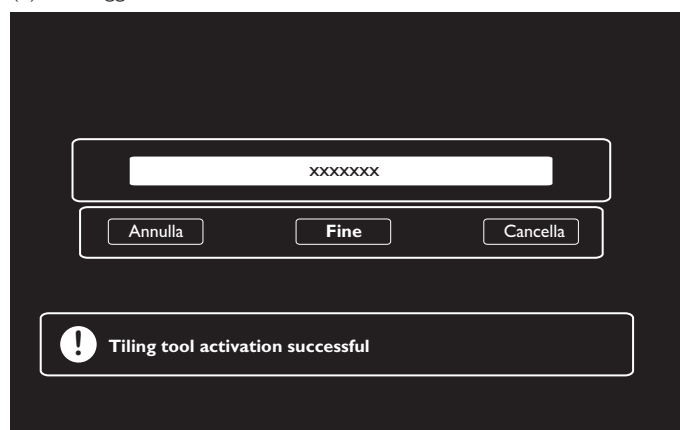 xxxxxxx
Annulla Fine Cancella
Tiling tool activation successful